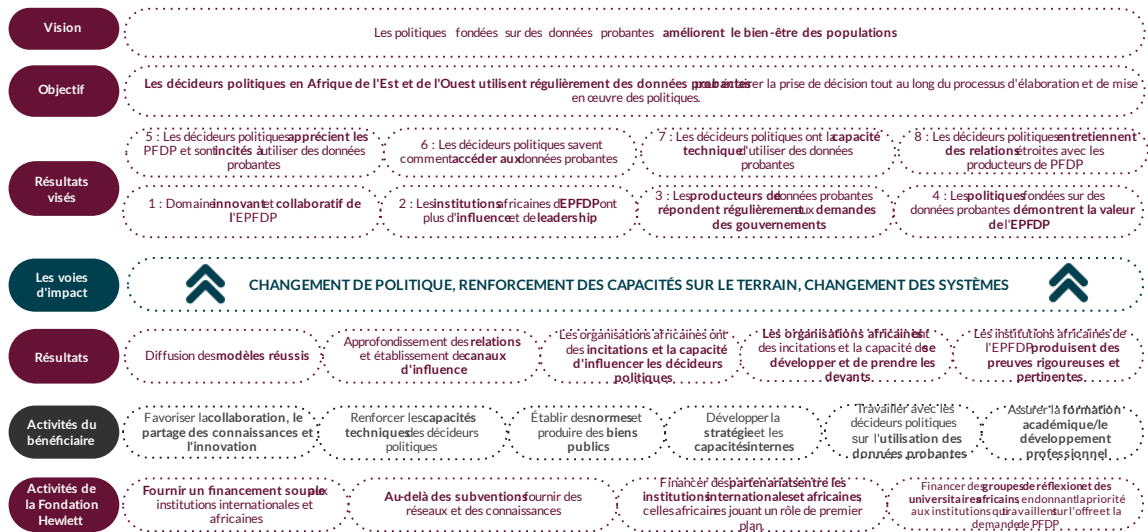 Vision
Les politiques fondées sur des données probantes améliorent le bien-être des populations
Objectif
Les décideurs politiques en Afrique de l'Est et de l'Ouest utilisent régulièrement des données probantes la prise de décision tout au long du processus d'élaboration et de mise
en œuvre des politiques.
Résultats
visés
5 : Les décideurs politiques apprécient les
PFDP et sont incités à utiliser des données
probantes
6 : Les décideurs politiques savent
comment accéder aux données probantes
7 : Les décideurs politiques ont la capacité
technique d'utiliser des données
probantes
8 : Les décideurs politiques entretiennent
des relations étroites avec les
producteurs de PFDP
1 : Domaine innovant et collaboratif de
l'EPFDP
2 : Les institutions africaines d'EPFDP ont
plus d'influence et de leadership
3 : Les producteurs de données probantes
répondent régulièrement aux demandes
des gouvernements
4 : Les politiques fondées sur des
données probantes démontrent la valeur
de l'EPFDP
Les voies
d'impact
CHANGEMENT DE POLITIQUE, RENFORCEMENT DES CAPACITÉS SUR LE TERRAIN, CHANGEMENT DES SYSTÈMES
Résultats
Diffusion des modèles réussis
Approfondissement des relations
et établissement de canaux
d'influence
Les organisations africaines ont
des incitations et la capacité
d'influencer les décideurs
politiques
Les organisations africaines ont
des incitations et la capacité de se
développer et de prendre les
devants
Les institutions africaines de
l'EPFDP produisent des
preuves rigoureuses et
pertinentes
Activités du
bénéficiaire
Favoriser la collaboration, le
partage des connaissances et
l'innovation
Renforcer les capacités
techniques des décideurs
politiques
Établir des normes et
produire des biens
publics
Développer la
stratégie et les
capacités internes
Travailler avec les
décideurs politiques
sur l'utilisation des
données probantes
Assurer la formation
académique/le
développement
professionnel
Activités de
la Fondation
Hewlett
Fournir un financement souple aux
institutions internationales et
africaines
Au-delà des subventions fournir des
réseaux et des connaissances
Financer des partenariats entre les
institutions internationales et africaines,
celles africaines jouant un rôle de premier
plan
Financer des groupes de réflexion et des
universitaires africains, en donnant la priorité
aux institutions qui travaillent sur l'offre et la
demande de PFDP